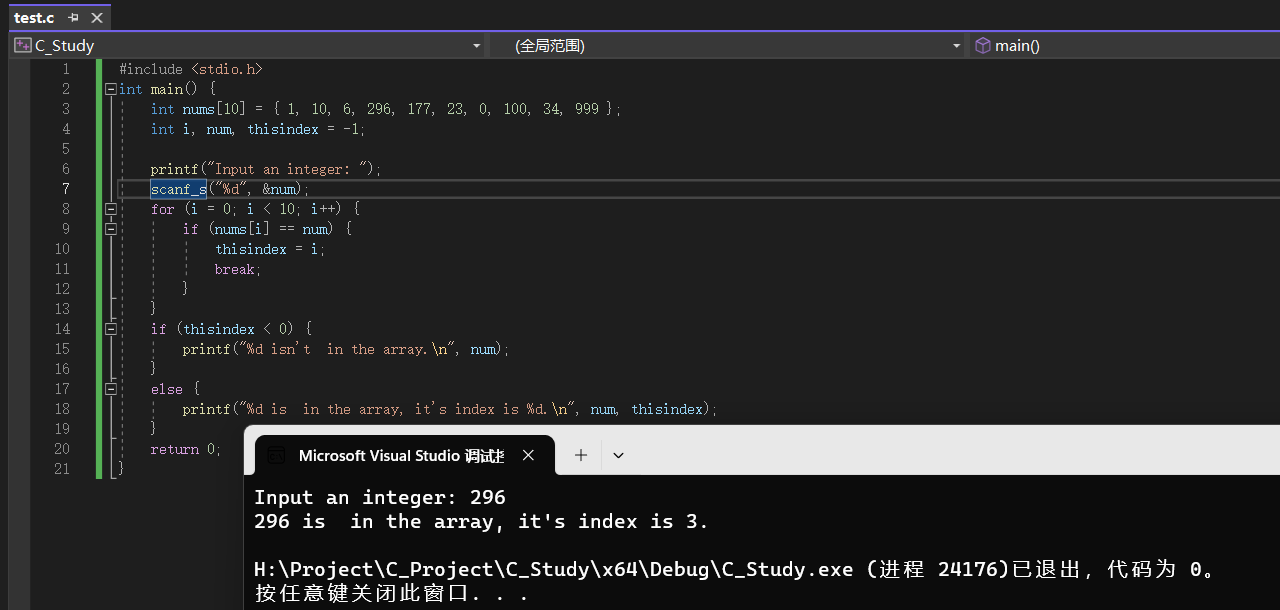 test.c
C_Study
(全局范围)
main()
1 #include <stdio.h>
2 int main() {
3 int nums[10] = { 1, 10, 6, 296, 177, 23, 0, 100, 34, 999 };
4 int i, num, thisindex = -1;
5
6 printf("Input an integer: ");
7 scanf_s("%d", &num);
8 for (i = 0; i < 10; i++) {
9 if (nums[i] == num) {
10 thisindex = i;
11 break;
12 }
13 }
14 if (thisindex < 0) {
15 printf("%d isn't  in the array.\n", num);
16 }
17 else {
18 printf("%d is  in the array, it's index is %d.\n", num, thisindex);
19 }
20 return 0;
21 }
Microsoft Visual Studio 调试
Input an integer: 296
296 is  in the array, it's index is 3.
H:\Project\C_Project\C_Study\x64\Debug\C_Study.exe (进程 24176)已退出，代码为 0。
按任意键关闭此窗口. . .